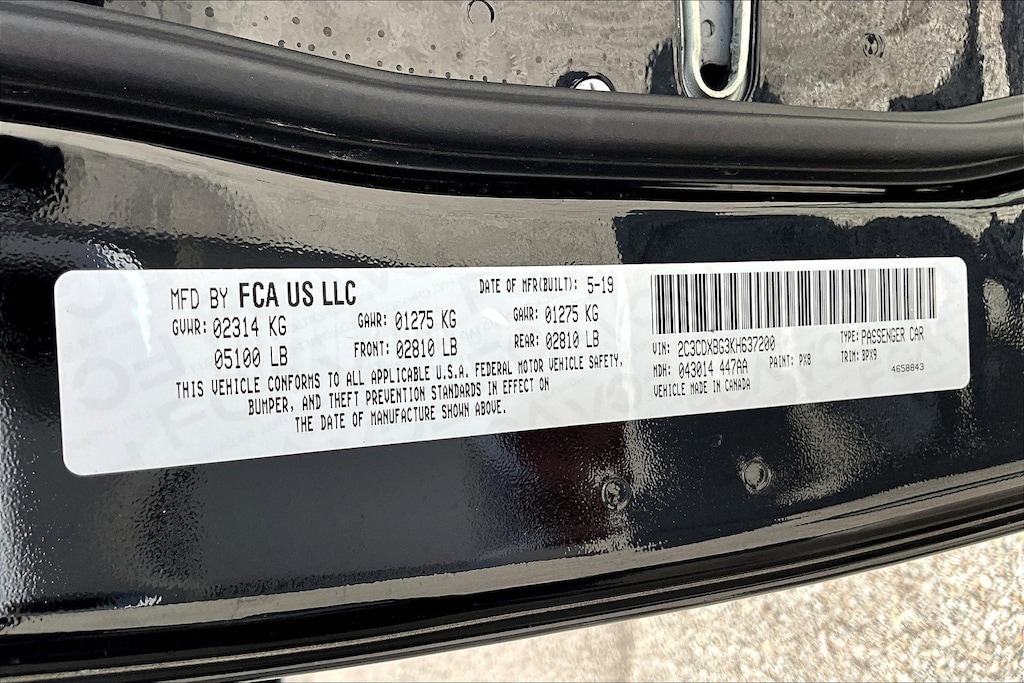 MFD BY FCA US LLC
DATE OF MFR(BUILT): 5-19
GVWR: 02314 KG
GAWR: 01275 KG
GAWR: 01275 KG
05100 LB
FRONT: 02810 LB
REAR: 02810 LB
THIS VEHICLE CONFORMS TO ALL APPLICABLE U.S.A. FEDERAL MOTOR VEHICLE SAFETY,
BUMPER, AND THEFT PREVENTION STANDARDS IN EFFECT ON
THE DATE OF MANUFACTURE SHOWN ABOVE.
VIN: 2C3CDXBG3KH637200
TYPE: PASSENGER CAR
MDH: 043014 447AA
PAINT: PX8
TRIM: BPX9
VEHICLE MADE IN CANADA
4658843